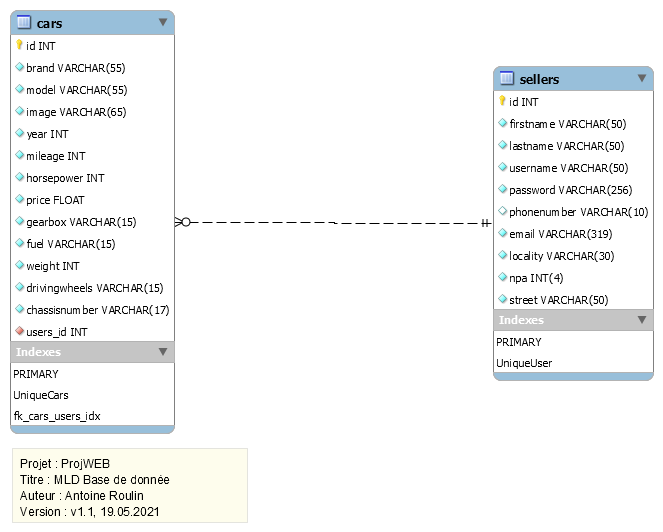 cars
id INT
brand VARCHAR(55)
model VARCHAR(55)
image VARCHAR(65)
year INT
mileage INT
horsepower INT
price FLOAT
gearbox VARCHAR(15)
fuel VARCHAR(15)
weight INT
drivingwheels VARCHAR(15)
chassisnumber VARCHAR(17)
users_id INT
Indexes
PRIMARY
UniqueCars
fk_cars_users_idx
sellers
id INT
firstname VARCHAR(50)
lastname VARCHAR(50)
username VARCHAR(50)
password VARCHAR(256)
phonenumber VARCHAR(10)
email VARCHAR(319)
locality VARCHAR(30)
npa INT(4)
street VARCHAR(50)
Indexes
PRIMARY
UniqueUser
Projet : ProjWEB
Titre : MLD Base de donnée
Auteur : Antoine Roulin
Version : v1.1, 19.05.2021